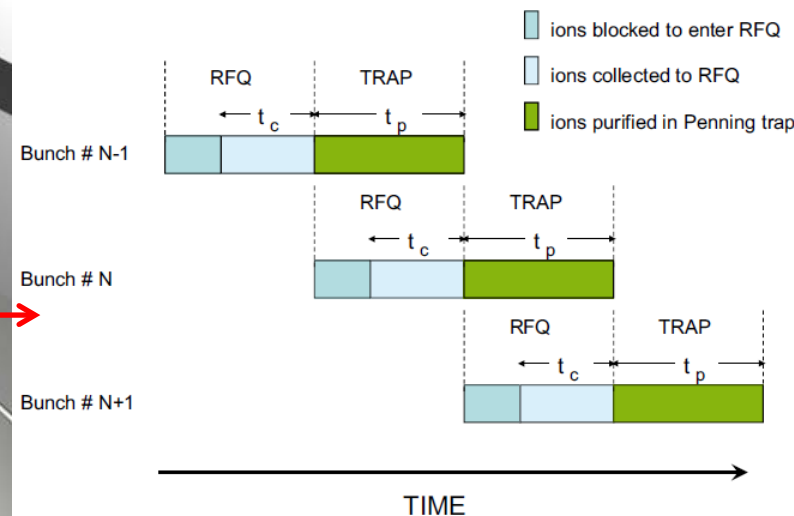 ions blocked to enter RFQ
ions collected to RFQ
ions purified in Penning trap
RFQ TRAP
t c t p
Bunch # N-1
RFQ TRAP
t c t p
Bunch # N
RFQ TRAP
t c t p
Bunch # N+1
TIME